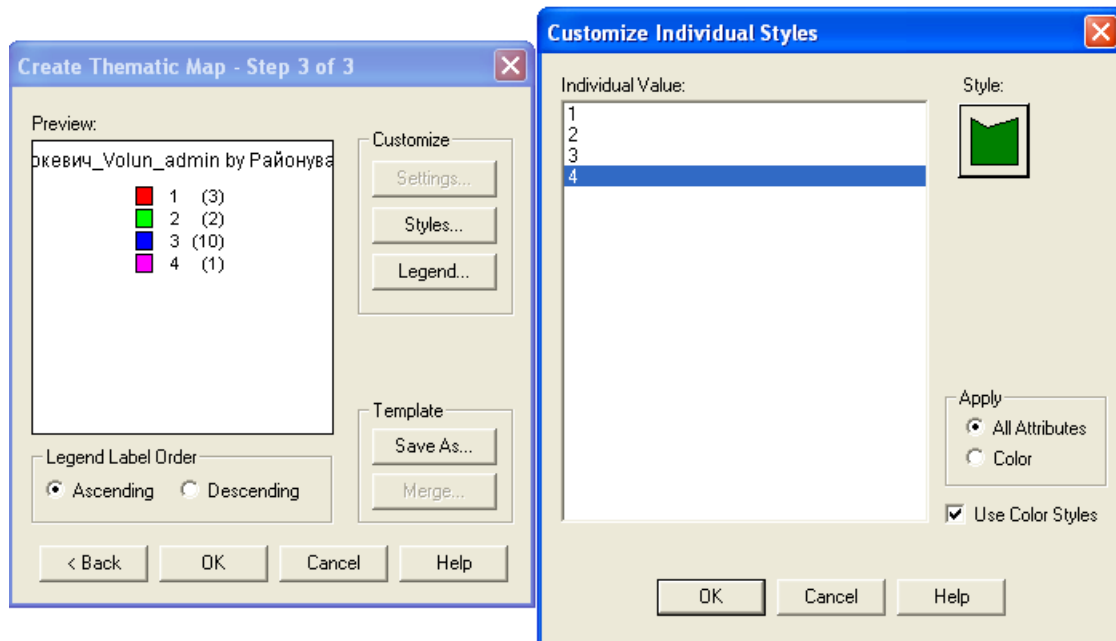 Create Thematic Map - Step 3 of 3
Preview:
окевич_Volun_admin by Районува
1 (3)
2 (2)
3 (10)
4 (1)
Customize
Settings...
Styles...
Legend...
Template
Save As...
Merge...
Legend Label Order
Ascending Descending
< Back OK Cancel Help
Customize Individual Styles
Individual Value:
1
2
3
4
Style:
Apply
All Attributes
Color
Use Color Styles
OK Cancel Help